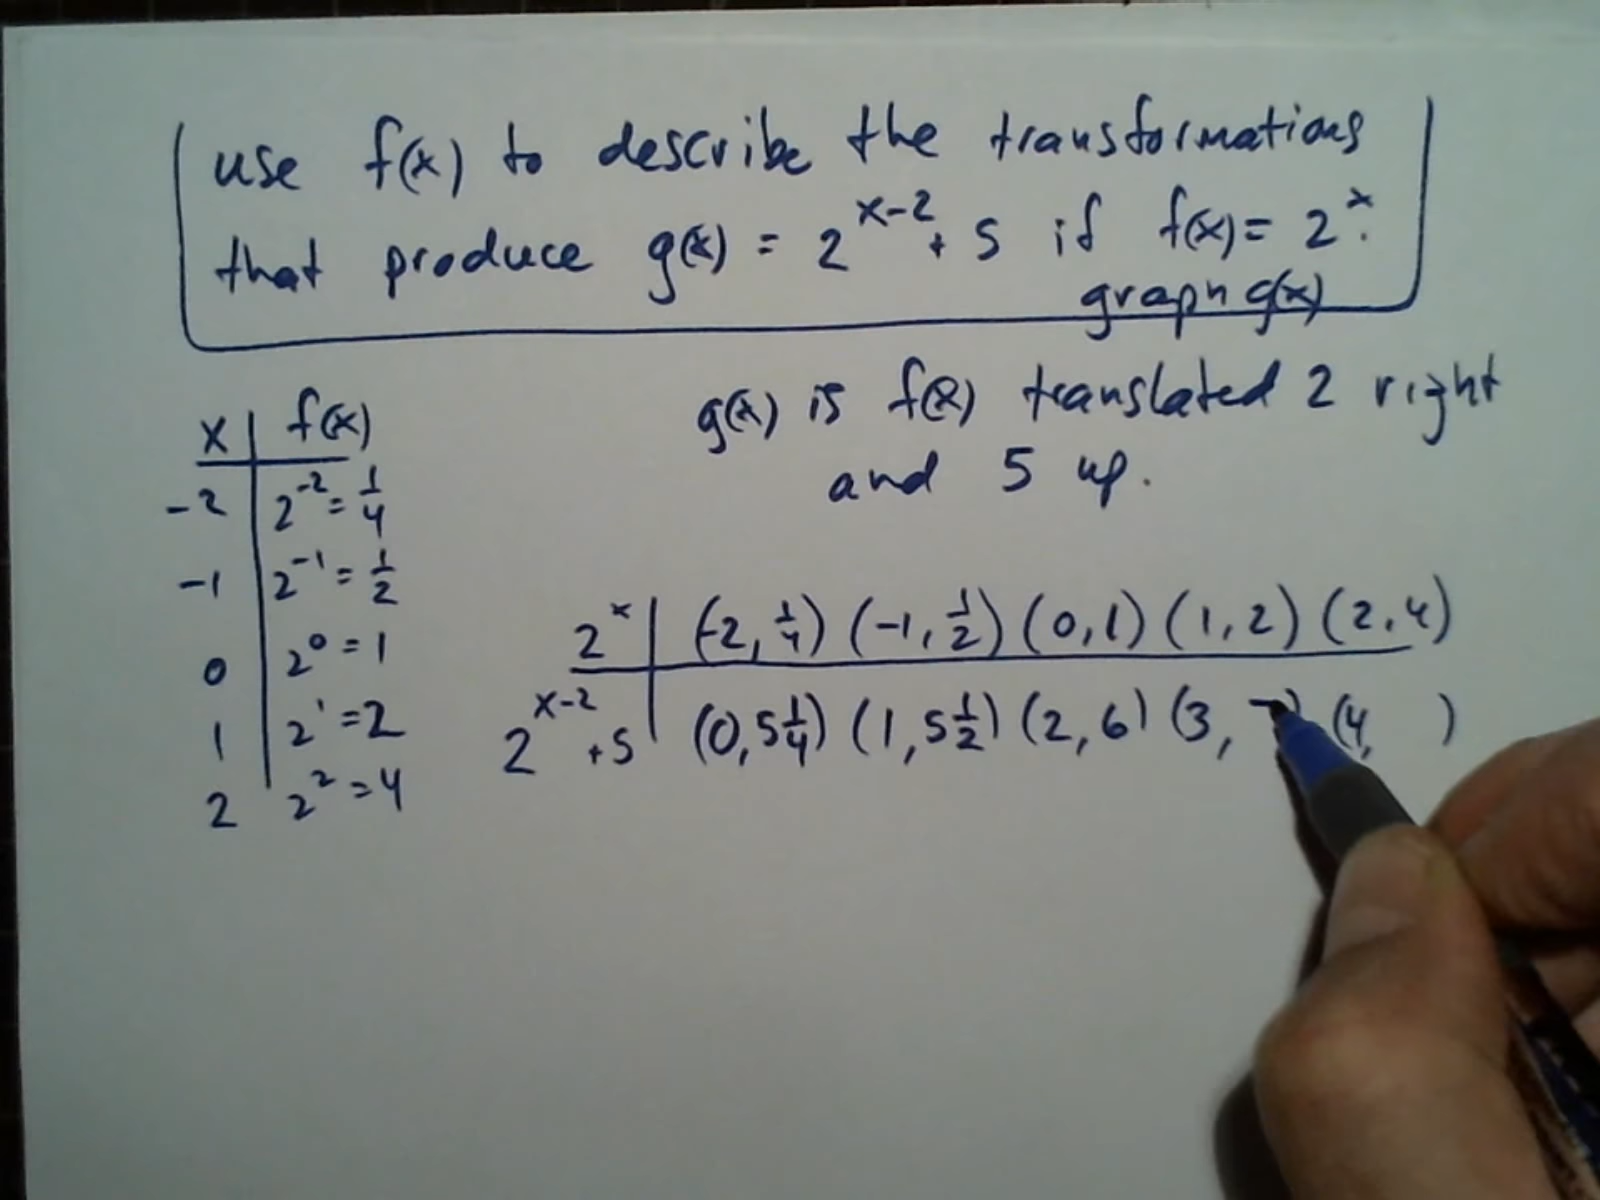 use f(x) to describe the transformations
that produce g(x) = 2^(x-2) + 5 if f(x) = 2^x.
graph g(x)
g(x) is f(x) translated 2 right
and 5 up.
x | f(x)
-2 | 2^-2 = 1/4
-1 | 2^-1 = 1/2
0 | 2^0 = 1
1 | 2^1 = 2
2 | 2^2 = 4
2^x | (-2, 1/4) (-1, 1/2) (0, 1) (1, 2) (2, 4)
2^(x-2) + 5 | (0, 5 1/4) (1, 5 1/2) (2, 6) (3, ) (4, )